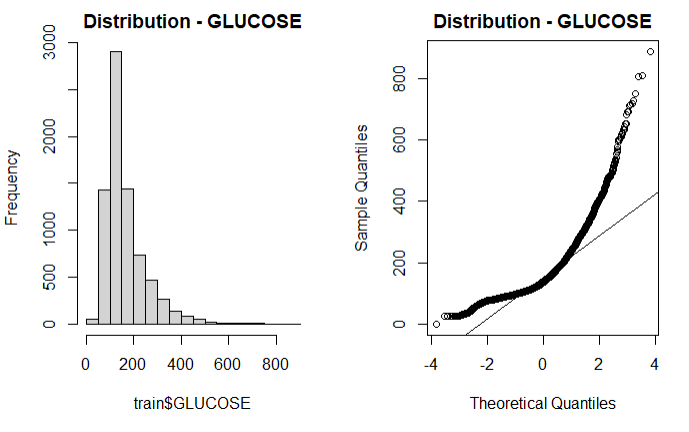 Distribution - GLUCOSE
Frequency
3000
2000
1000
500
0
0 200 400 600 800
train$GLUCOSE
Distribution - GLUCOSE
Sample Quantiles
800
600
400
200
0
-4 -2 0 2 4
Theoretical Quantiles